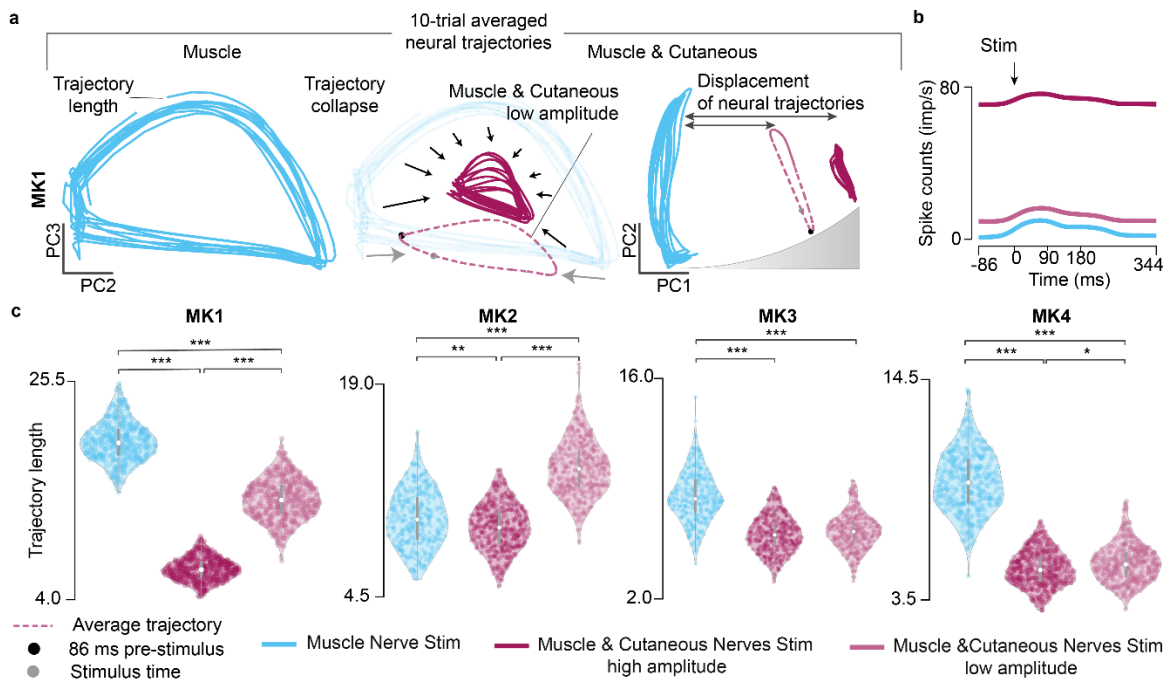 a
10-trial averaged
neural trajectories
b
Muscle
Muscle & Cutaneous
Trajectory
length
Trajectory
collapse
Muscle & Cutaneous
low amplitude
Displacement
of neural trajectories
MK1
PC3
PC2
PC2
PC1
Stim
80
0
Spike counts (imp/s)
-86 0 90 180 344
Time (ms)
c
MK1 MK2 MK3 MK4
*** *** ***
*** ** *** ***
*** *** *** *
Trajectory length
25.5
4.0
19.0
4.5
16.0
2.0
14.5
3.5
Average trajectory
86 ms pre-stimulus
Stimulus time
Muscle Nerve Stim
Muscle & Cutaneous Nerves Stim
high amplitude
Muscle &Cutaneous Nerves Stim
low amplitude